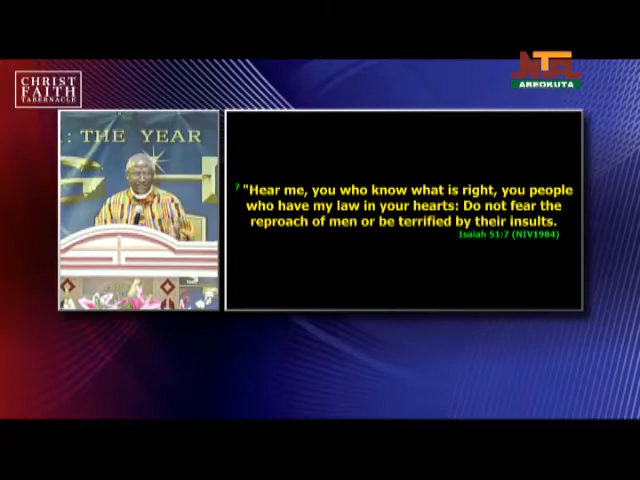 CHRIST
FAITH
TABERNACLE
NTA
ABEOKUTA
: THE YEAR
7 "Hear me, you who know what is right, you people
who have my law in your hearts: Do not fear the
reproach of men or be terrified by their insults.
Isaiah 51:7 (NIV1984)